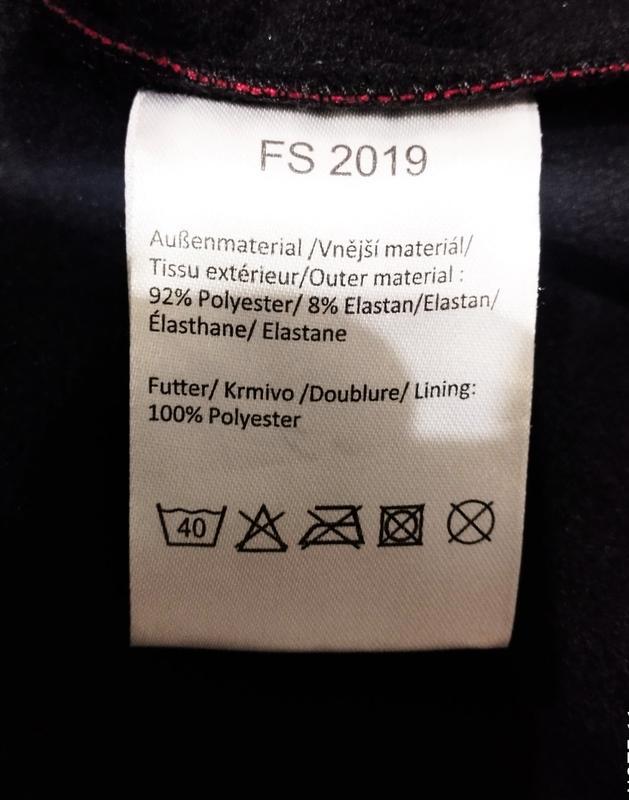 FS 2019
Außenmaterial /Vnější materiál/
Tissu extérieur/Outer material :
92% Polyester/ 8% Elastan/Elastan/
Élasthane/ Elastane
Futter/ Krmivo /Doublure/ Lining:
100% Polyester
40